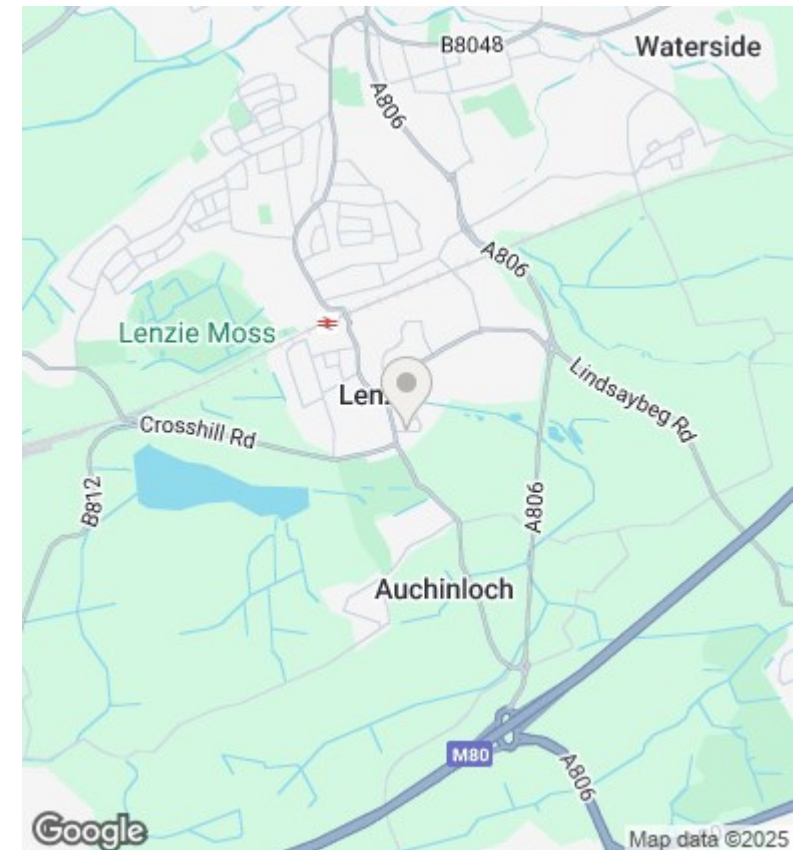 B8048
Waterside
A806
A806
Lenzie Moss
Len
Lindsaybeg Rd
Crosshill Rd
B812
A806
Auchinloch
M80
A806
Google
Map data ©2025